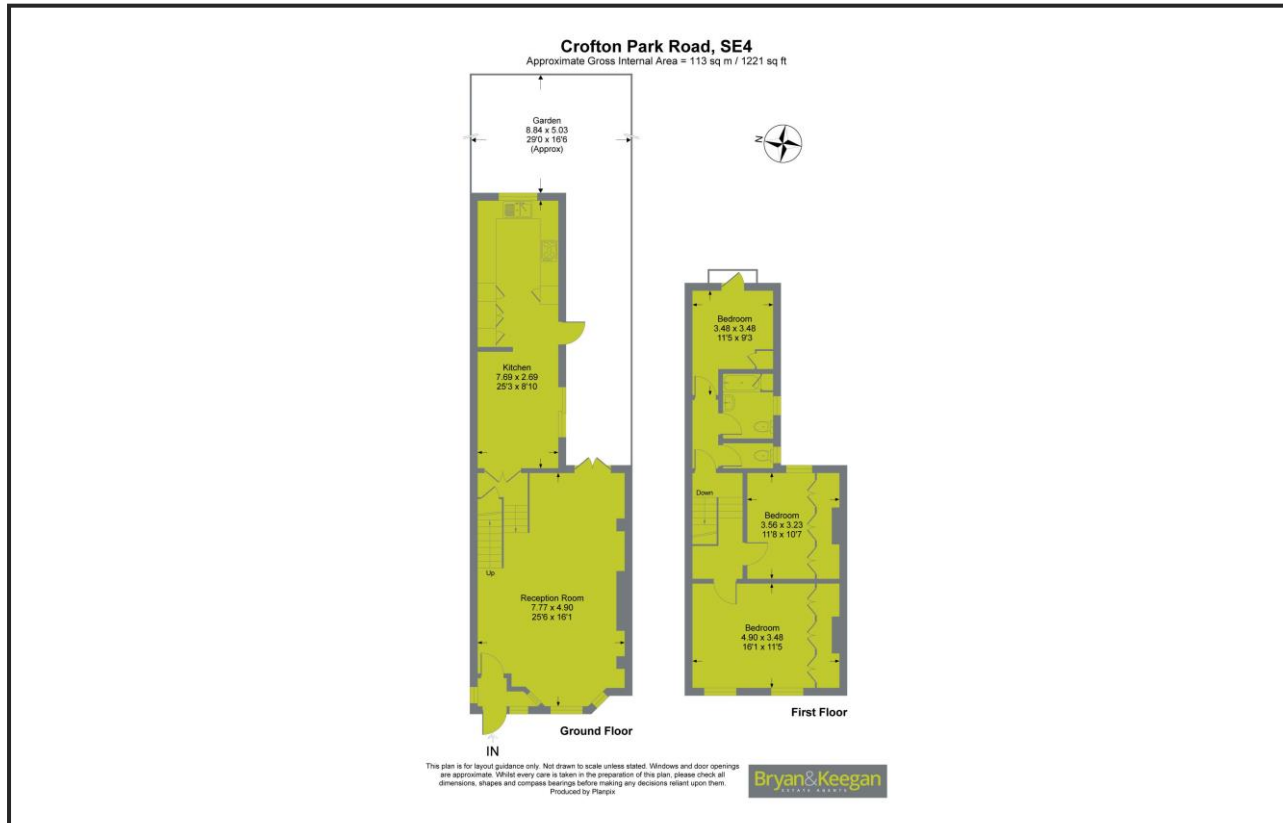 Crofton Park Road, SE4
Approximate Gross Internal Area = 113 sq m / 1221 sq ft
Garden
8.84 x 5.03
29'0 x 16'6
(Approx)
N
Kitchen
7.69 x 2.69
25'3 x 8'10
Up
Reception Room
7.77 x 4.90
25'6 x 16'1
IN
Ground Floor
Bedroom
3.48 x 3.48
11'5 x 9'3
Down
Bedroom
3.56 x 3.23
11'8 x 10'7
Bedroom
4.90 x 3.48
16'1 x 11'5
First Floor
This plan is for layout guidance only. Not drawn to scale unless stated. Windows and door openings
are approximate. Whilst every care is taken in the preparation of this plan, please check all
dimensions, shapes and compass bearings before making any decisions reliant upon them.
Produced by Planpix
Bryan&Keegan
ESTATE AGENTS